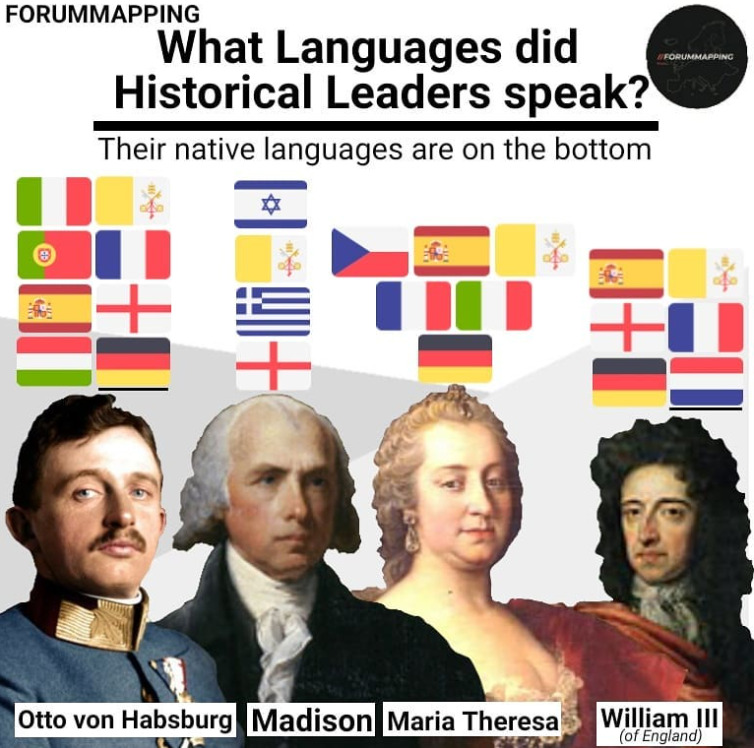 FORUMMAPPING
What Languages did
Historical Leaders speak?
//FORUMMAPPING
Their native languages are on the bottom
Otto von Habsburg
Madison
Maria Theresa
William III
(of England)